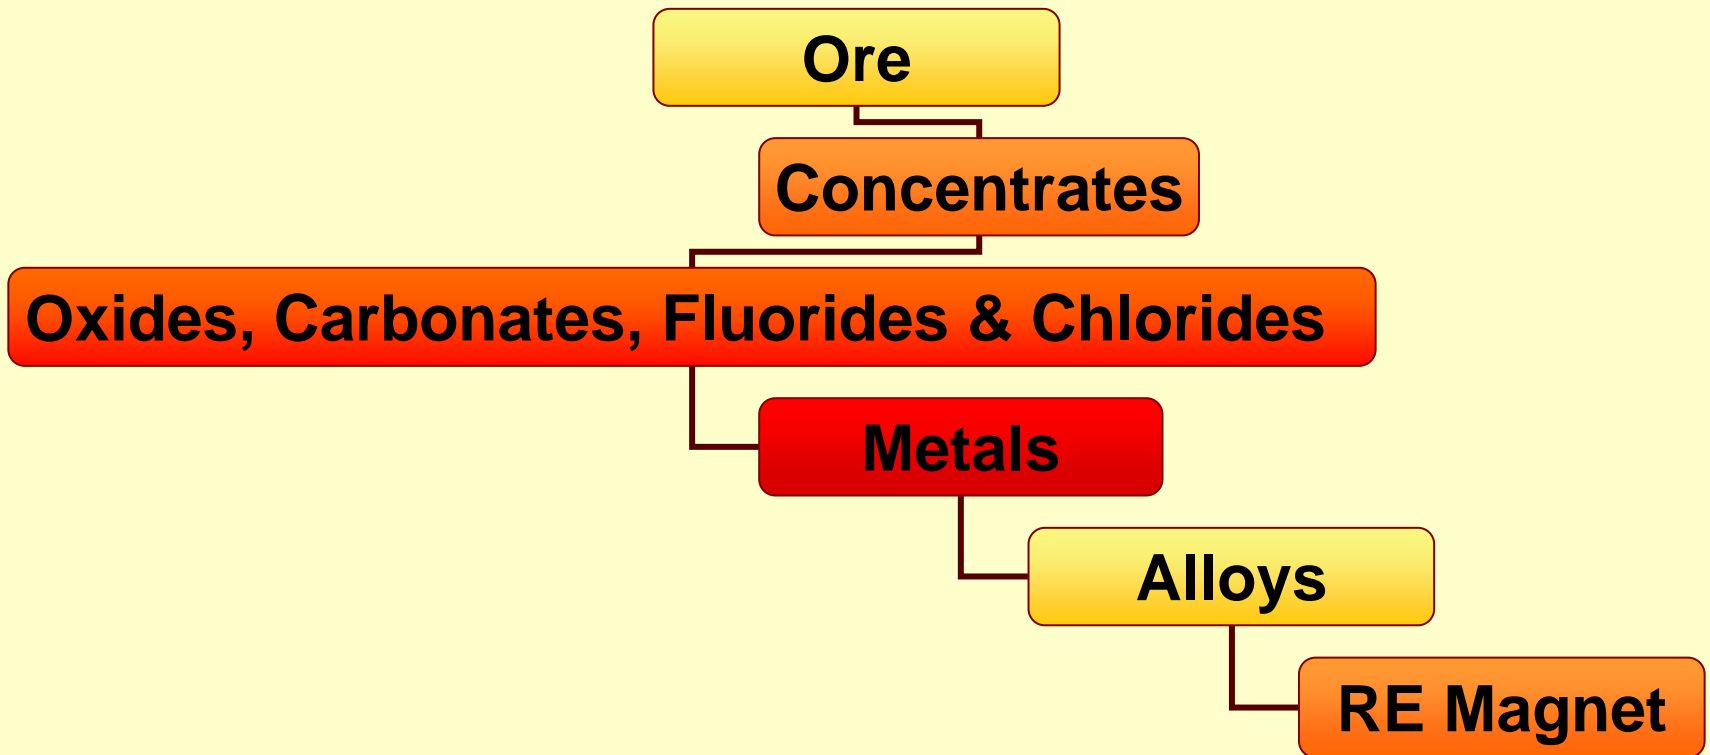 Ore
Concentrates
Oxides, Carbonates, Fluorides & Chlorides
Metals
Alloys
RE Magnet